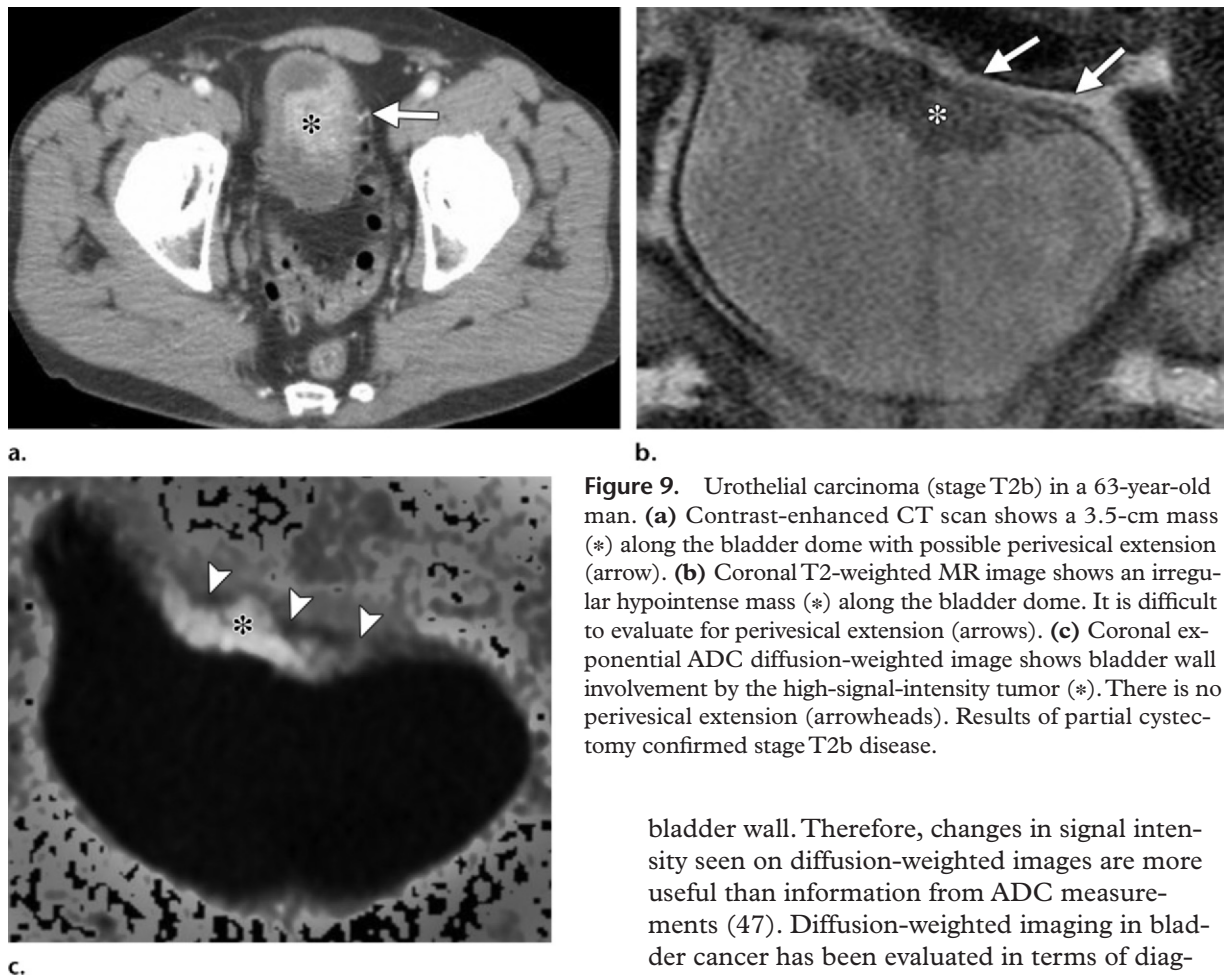 a.
b.
Figure 9. Urothelial carcinoma (stage T2b) in a 63-year-old
man. (a) Contrast-enhanced CT scan shows a 3.5-cm mass
(*) along the bladder dome with possible perivesical extension
(arrow). (b) Coronal T2-weighted MR image shows an irregu-
lar hypointense mass (*) along the bladder dome. It is difficult
to evaluate for perivesical extension (arrows). (c) Coronal ex-
ponential ADC diffusion-weighted image shows bladder wall
involvement by the high-signal-intensity tumor (*). There is no
perivesical extension (arrowheads). Results of partial cystec-
tomy confirmed stage T2b disease.
bladder wall. Therefore, changes in signal inten-
sity seen on diffusion-weighted images are more
useful than information from ADC measure-
ments (47). Diffusion-weighted imaging in blad-
der cancer has been evaluated in terms of diag-
c.